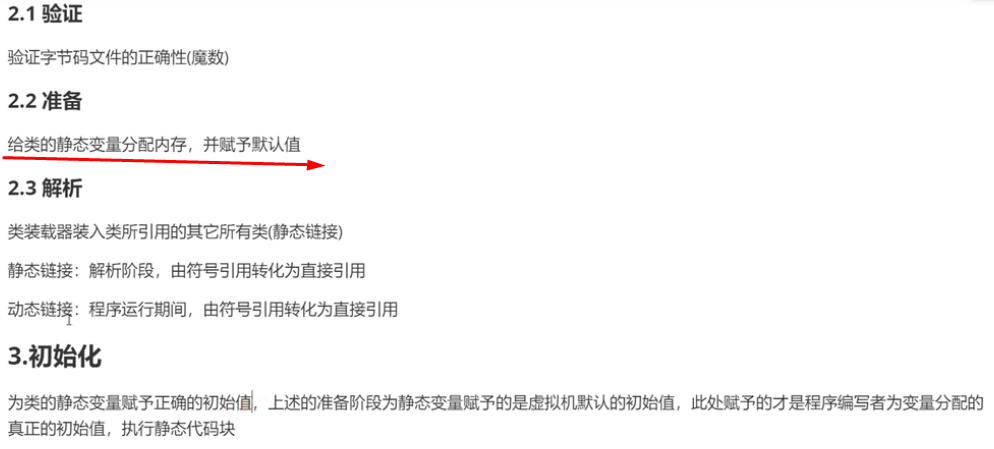 2.1 验证
验证字节码文件的正确性(魔数)
2.2 准备
给类的静态变量分配内存，并赋予默认值
2.3 解析
类装载器装入类所引用的其它所有类(静态链接)
静态链接：解析阶段，由符号引用转化为直接引用
动态链接：程序运行期间，由符号引用转化为直接引用
3.初始化
为类的静态变量赋予正确的初始值，上述的准备阶段为静态变量赋予的是虚拟机默认的初始值，此处赋予的才是程序编写者为变量分配的
真正的初始值，执行静态代码块